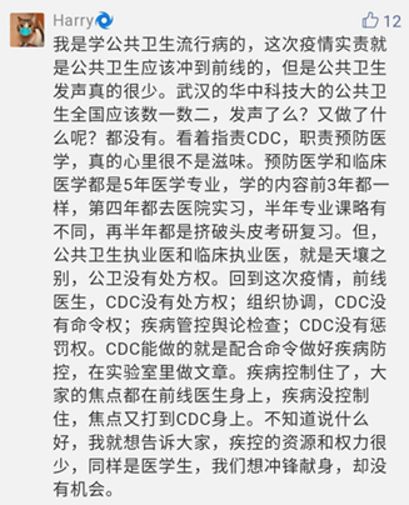 Harry
12
我是学公共卫生流行病的，这次疫情实责就
是公共卫生应该冲到前线的，但是公共卫生
发声真的很少。武汉的华中科技大的公共卫
生全国应该数一数二，发声了么？又做了什
么呢？都没有。看着指责CDC，职责预防医
学，真的心里很不是滋味。预防医学和临床
医学都是5年医学专业，学的内容前3年都一
样，第四年都去医院实习，半年专业课略有
不同，再半年都是挤破头皮考研复习。但，
公共卫生执业医和临床执业医，就是天壤之
别，公卫没有处方权。回到这次疫情，前线
医生，CDC没有处方权；组织协调，CDC没
有命令权；疾病管控舆论检查；CDC没有惩
罚权。CDC能做的就是配合命令做好疾病防
控，在实验室里做文章。疾病控制住了，大
家的焦点都在前线医生身上，疾病没控制
住，焦点又打到CDC身上。不知道说什么
好，我就想告诉大家，疾控的资源和权力很
少，同样是医学生，我们想冲锋献身，却没
有机会。